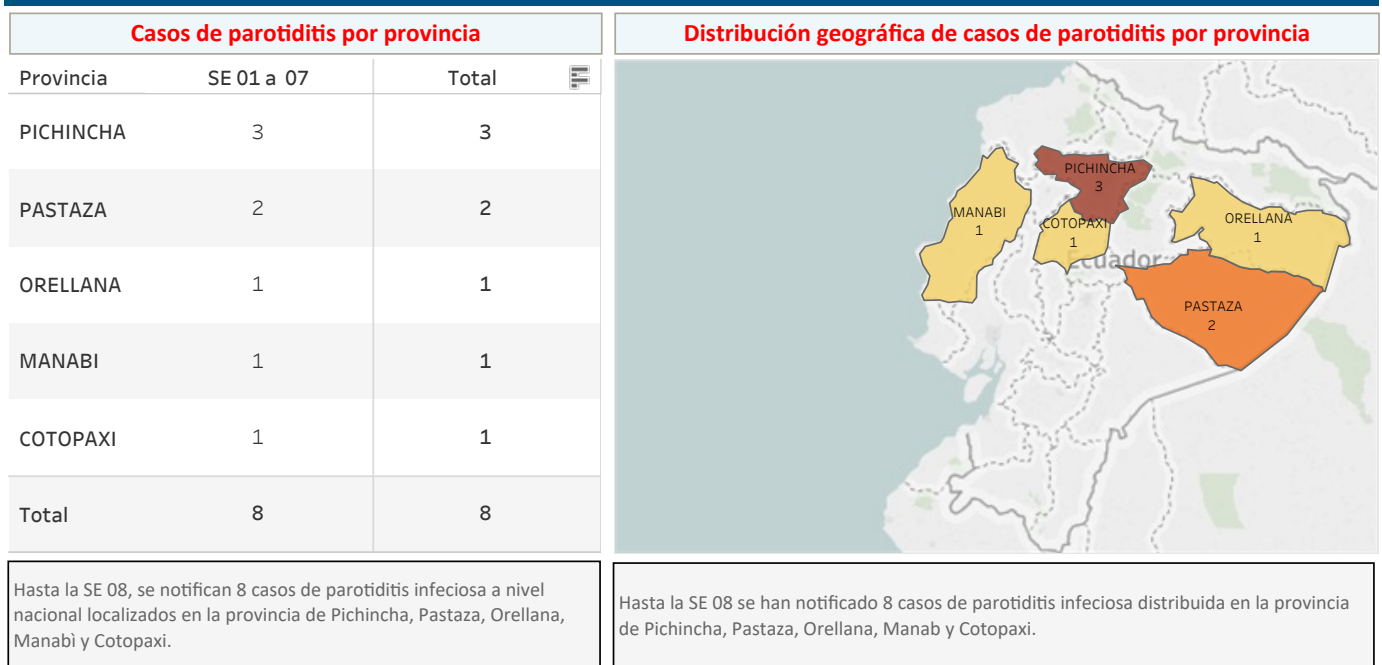 Casos de parotiditis por provincia
Provincia SE 01 a 07 Total
PICHINCHA 3 3
PASTAZA 2 2
ORELLANA 1 1
MANABI 1 1
COTOPAXI 1 1
Total 8 8
Hasta la SE 08, se notifican 8 casos de parotiditis infeciosa a nivel
nacional localizados en la provincia de Pichincha, Pastaza, Orellana,
Manabì y Cotopaxi.
Distribución geográfica de casos de parotiditis por provincia
PICHINCHA
3
MANABI
1
COTOPAXI
1
ORELLANA
1
Ecuador
PASTAZA
2
Hasta la SE 08 se han notificado 8 casos de parotiditis infeciosa distribuida en la provincia
de Pichincha, Pastaza, Orellana, Manab y Cotopaxi.